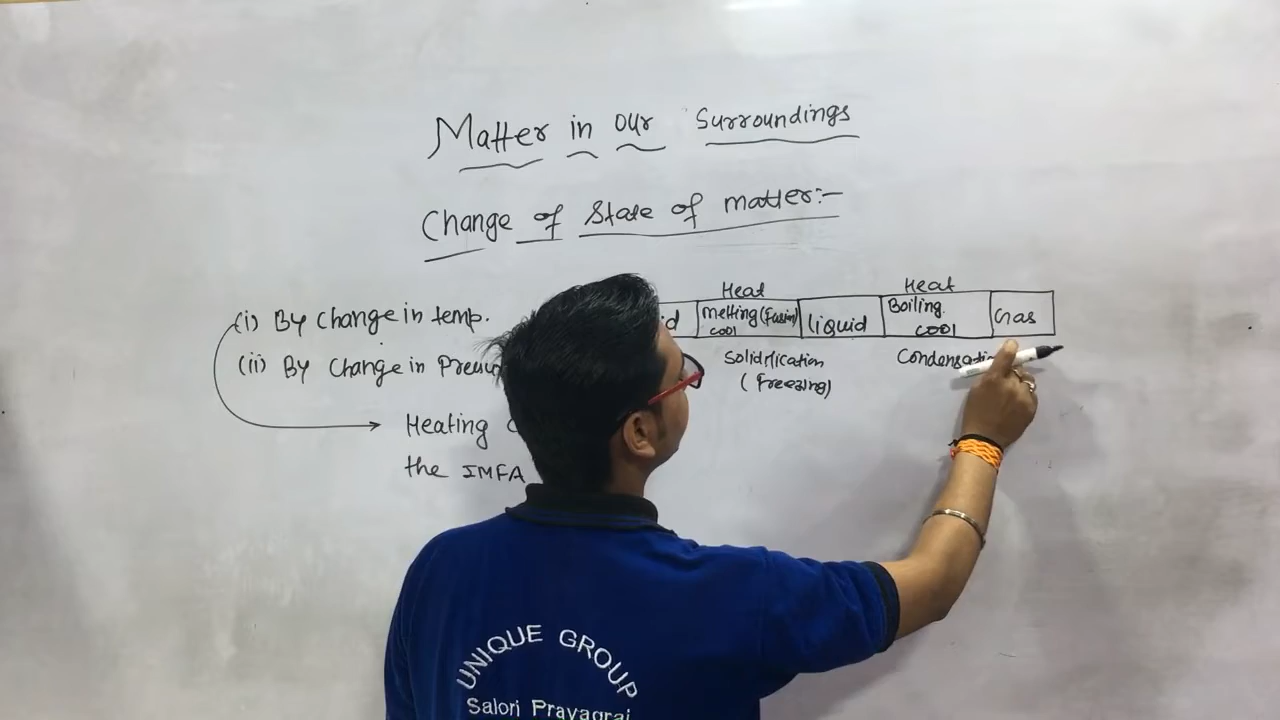 Matter in our Surroundings
Change of State of matter:-
(i) By Change in temp.
(ii) By Change in
Heating
the IMFA
Heat
Heat
melting (Fusion)
cool
liquid
Boiling
cool
Gas
Solidification
(Freezing)
UNIQUE GROUP
Salori Prayagraj